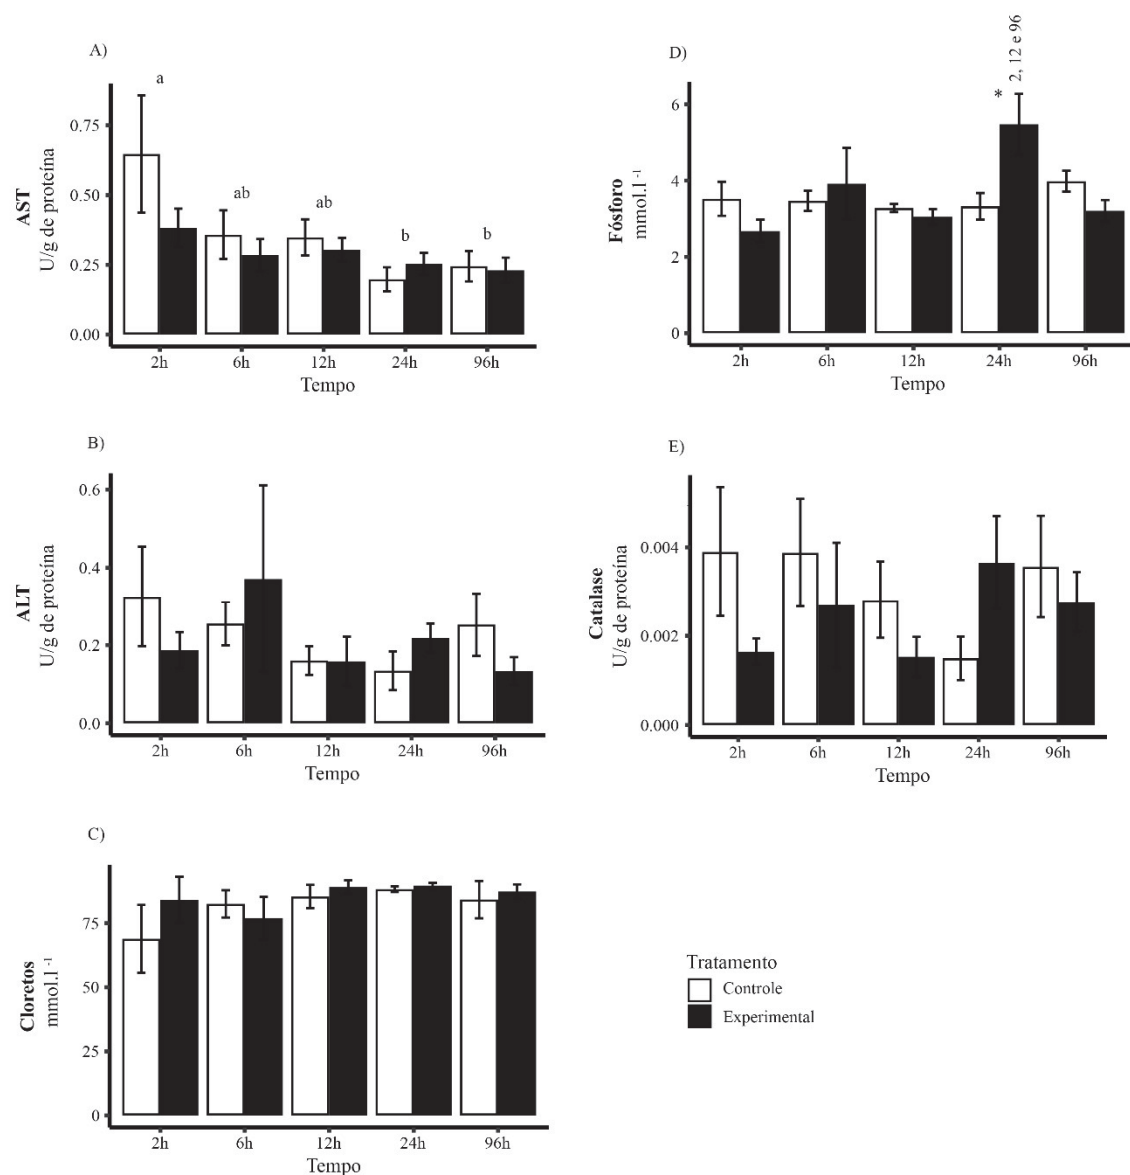 A)
a
ab
ab
b
b
AST
U/g de proteína
0.75
0.50
0.25
0.00
2h 6h 12h 24h 96h
Tempo
B)
ALT
U/g de proteína
0.6
0.4
0.2
0.0
2h 6h 12h 24h 96h
Tempo
C)
Cloretos
mmol.l -1
75
50
25
0
2h 6h 12h 24h 96h
Tempo
D)
* 2, 12 e 96
Fósforo
mmol.l -1
6
4
2
0
2h 6h 12h 24h 96h
Tempo
E)
Catalase
U/g de proteína
0.004
0.002
0.000
2h 6h 12h 24h 96h
Tempo
Tratamento
Controle
Experimental